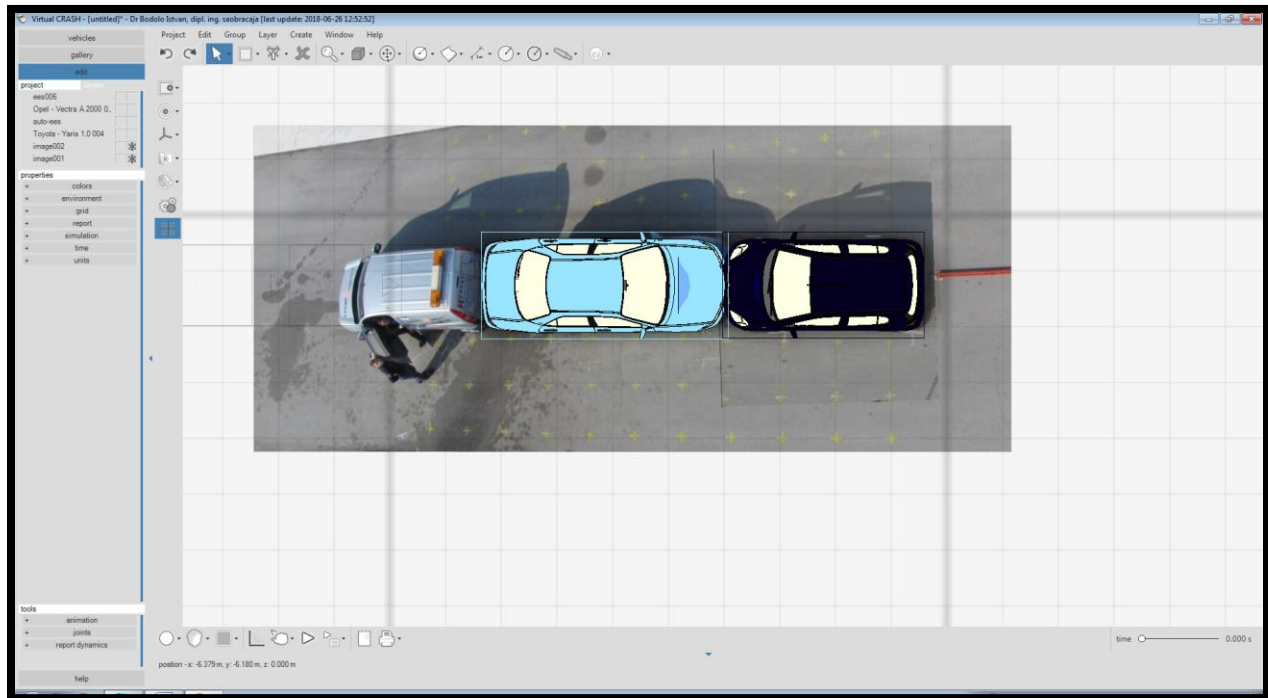 Virtual CRASH - [untitled]* - Dr Bodolo Istvan, dipl. ing. saobracaja [last update: 2018-06-26 12:52:52]
vehicles
Project Edit Group Layer Create Window Help
gallery
edit
project layers
ees006
Opel - Vectra A 2000 0..
auto-ees
Toyota - Yaris 1.0 004
image002
image001
properties
+ colors
+ environment
+ grid
+ report
+ simulation
+ time
+ units
tools
+ animation
+ joints
+ report dynamics
time 0.000 s
position - x: -6.379 m, y: -6.180 m, z: 0.000 m
help